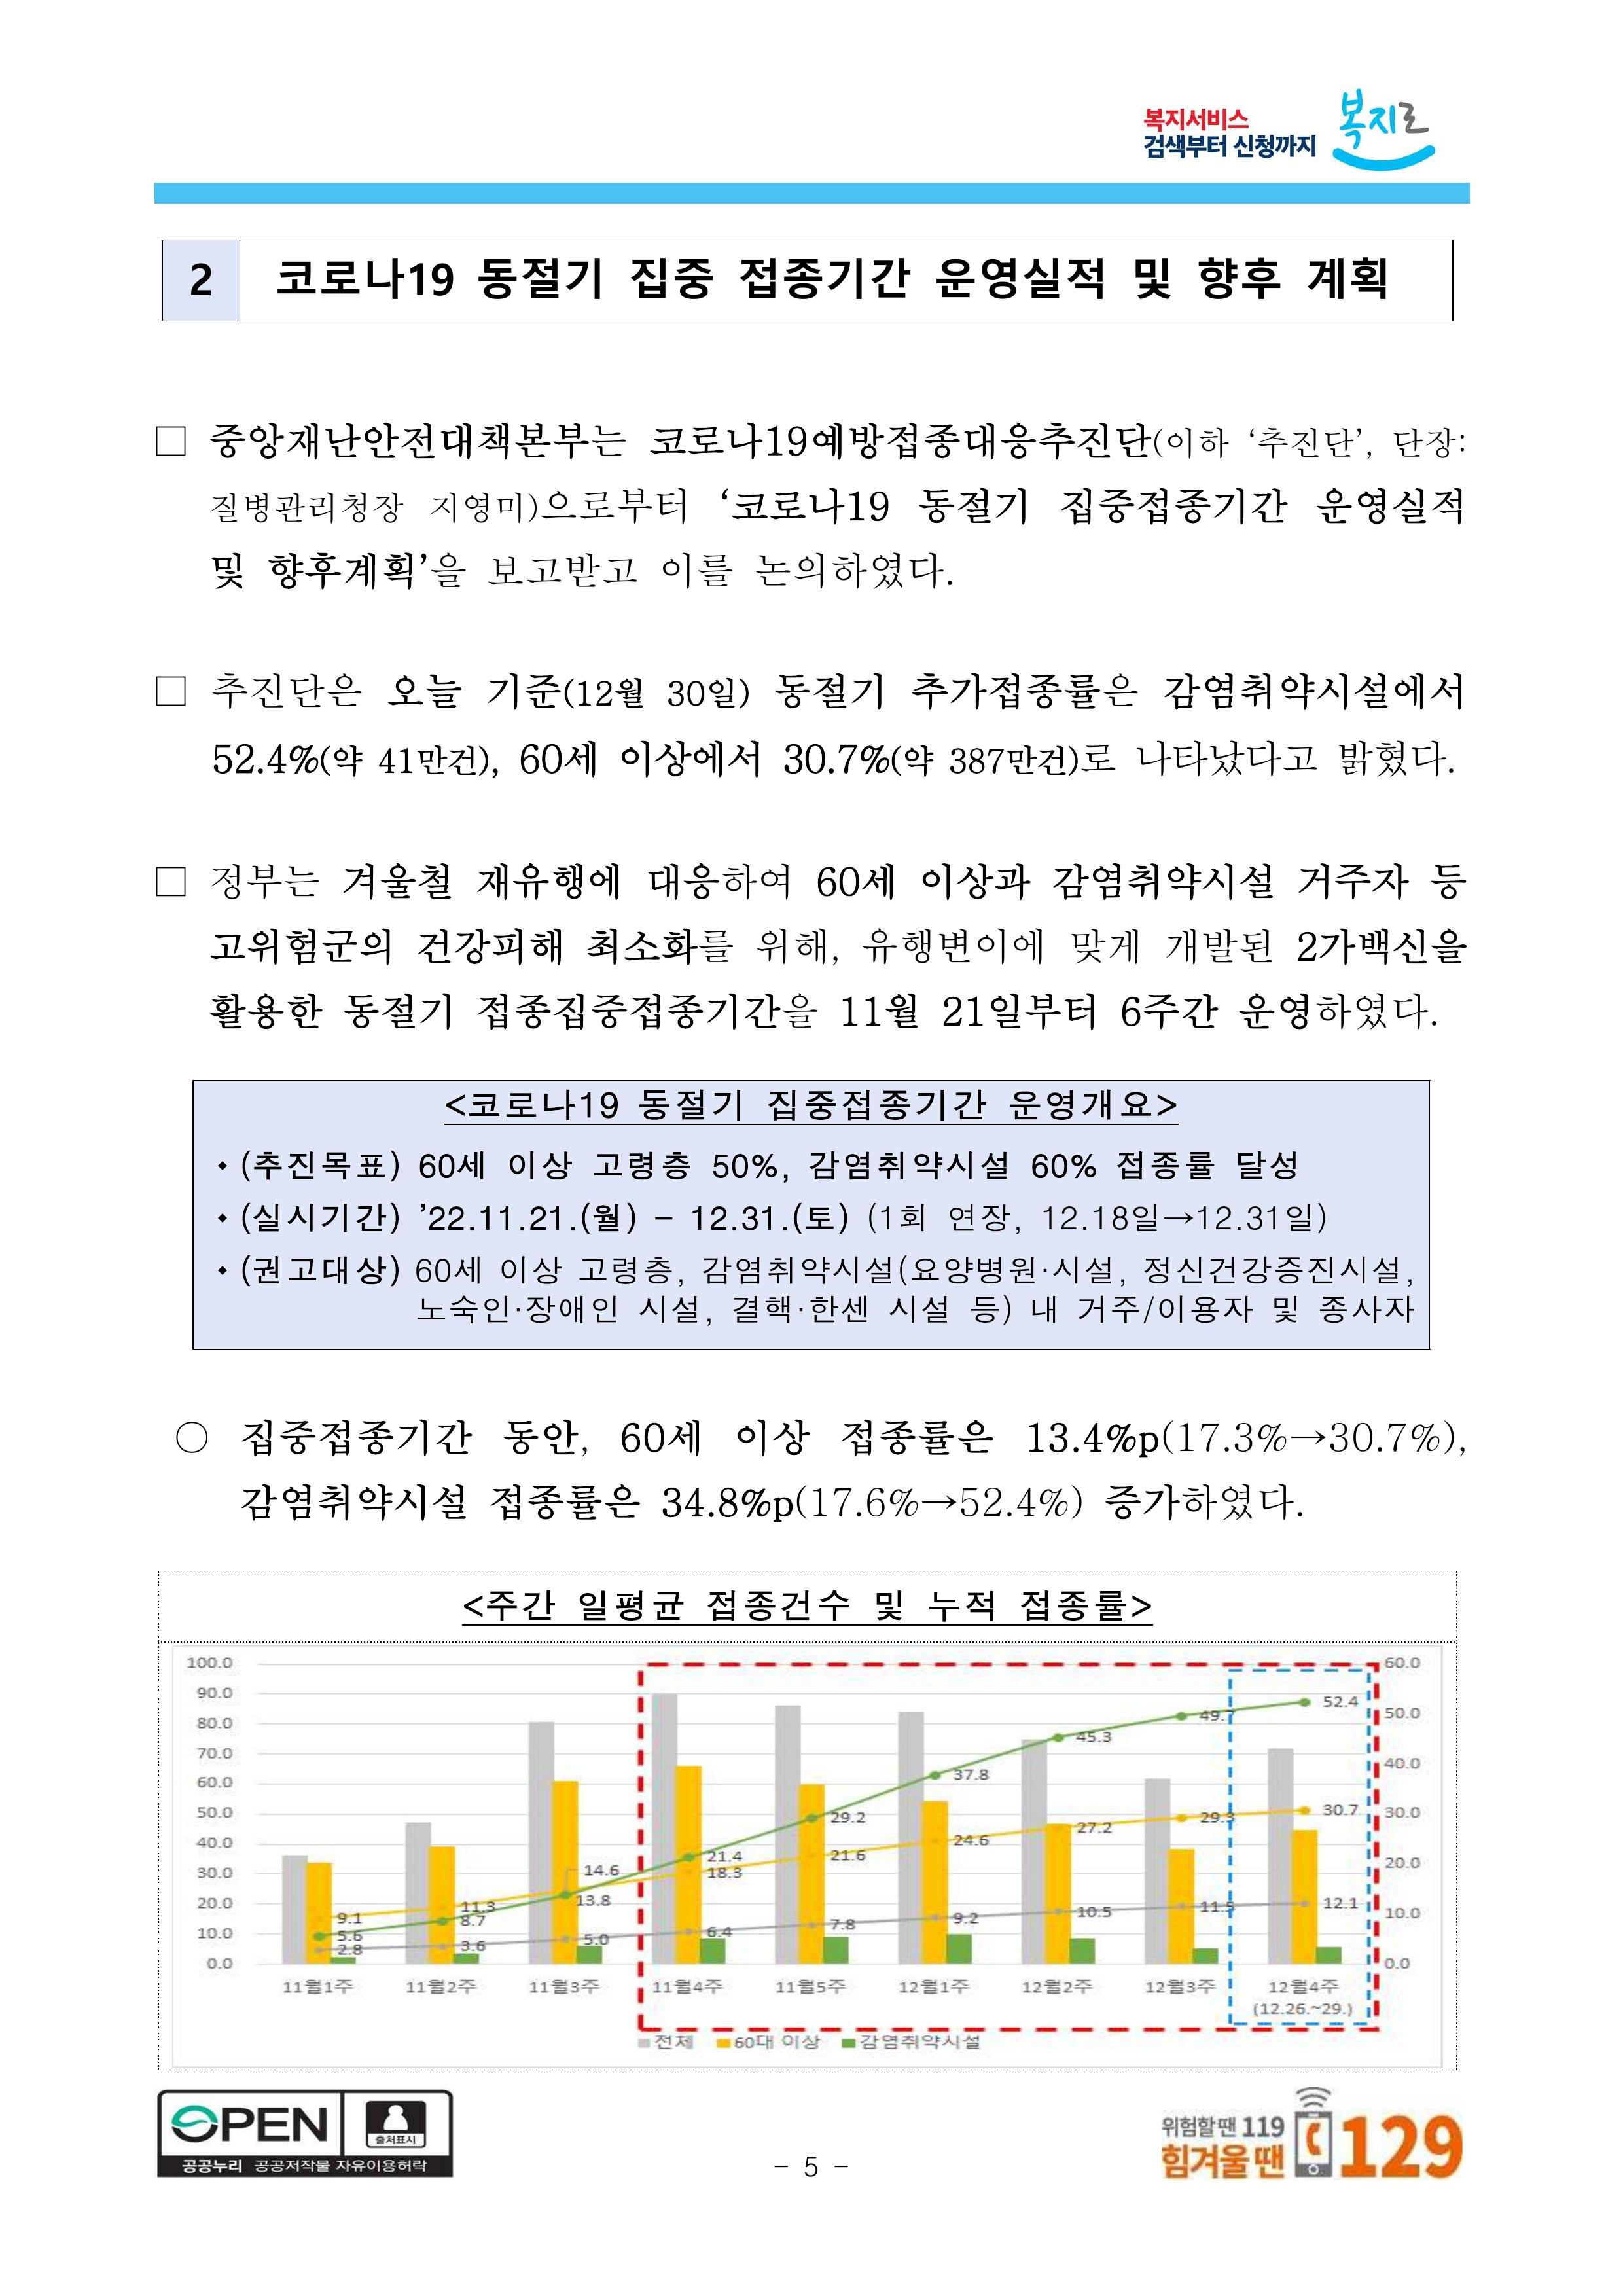 복지서비스
검색부터 신청까지 복지로
2 코로나19 동절기 집중 접종기간 운영실적 및 향후 계획
□ 중앙재난안전대책본부는 코로나19예방접종대응추진단(이하 ‘추진단’, 단장:
질병관리청장 지영미)으로부터 ‘코로나19 동절기 집중접종기간 운영실적
및 향후계획’을 보고받고 이를 논의하였다.
□ 추진단은 오늘 기준(12월 30일) 동절기 추가접종률은 감염취약시설에서
52.4%(약 41만건), 60세 이상에서 30.7%(약 387만건)로 나타났다고 밝혔다.
□ 정부는 겨울철 재유행에 대응하여 60세 이상과 감염취약시설 거주자 등
고위험군의 건강피해 최소화를 위해, 유행변이에 맞게 개발된 2가백신을
활용한 동절기 접종집중접종기간을 11월 21일부터 6주간 운영하였다.
<코로나19 동절기 집중접종기간 운영개요>
◆ (추진목표) 60세 이상 고령층 50%, 감염취약시설 60% 접종률 달성
◆ (실시기간) ’22.11.21.(월) – 12.31.(토) (1회 연장, 12.18일→12.31일)
◆ (권고대상) 60세 이상 고령층, 감염취약시설(요양병원·시설, 정신건강증진시설,
노숙인·장애인 시설, 결핵·한센 시설 등) 내 거주/이용자 및 종사자
○ 집중접종기간 동안, 60세 이상 접종률은 13.4%p(17.3%→30.7%),
감염취약시설 접종률은 34.8%p(17.6%→52.4%) 증가하였다.
<주간 일평균 접종건수 및 누적 접종률>
100.0 60.0
90.0 52.4
80.0 49.7 50.0
70.0 45.3
60.0 37.8 40.0
50.0 29.2 29.3 30.7 30.0
40.0 21.6 24.6 27.2
30.0 14.6 21.4 18.3 20.0
20.0 9.1 11.3 8.7 13.8 9.2 10.5 11.5 12.1
10.0 5.6 2.8 3.6 5.0 6.4 7.8 10.0
0.0 0.0
11월1주 11월2주 11월3주 11월4주 11월5주 12월1주 12월2주 12월3주 12월4주
(12.26.~29.)
전체 60대 이상 감염취약시설
OPEN 출처표시
공공누리 공공저작물 자유이용허락
- 5 -
위험할땐 119
힘겨울땐 129